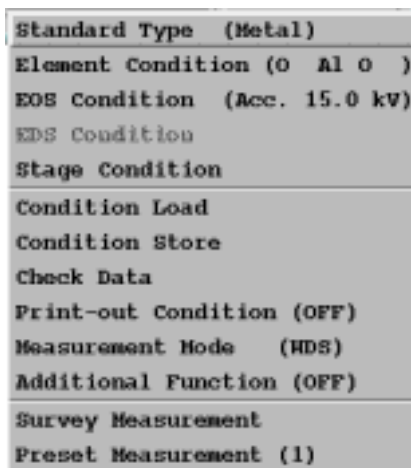 Standard Type (Metal)
Element Condition (O Al O )
EOS Condition (Acc. 15.0 kV)
EDS Condition
Stage Condition
Condition Load
Condition Store
Check Data
Print-out Condition (OFF)
Measurement Mode (WDS)
Additional Function (OFF)
Survey Measurement
Preset Measurement (1)